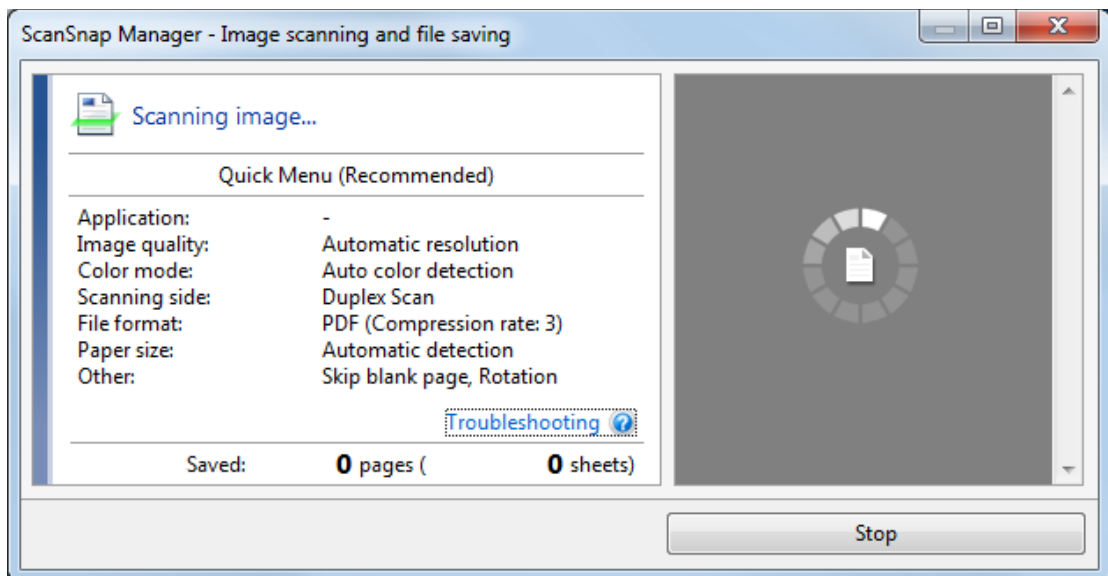 ScanSnap Manager - Image scanning and file saving
Scanning image...
Quick Menu (Recommended)
Application: -
Image quality: Automatic resolution
Color mode: Auto color detection
Scanning side: Duplex Scan
File format: PDF (Compression rate: 3)
Paper size: Automatic detection
Other: Skip blank page, Rotation
Troubleshooting ?
Saved: 0 pages ( 0 sheets)
Stop